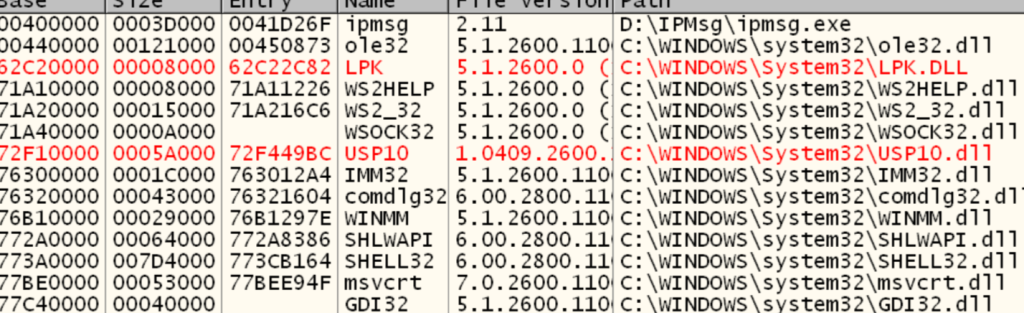 Base Size Entry Name File version Path
00400000 0003D000 0041D26F ipmsg 2.11 D:\IPMsg\ipmsg.exe
00440000 00121000 00450873 ole32 5.1.2600.110 C:\WINDOWS\system32\ole32.dll
62C20000 00008000 62C22C82 LPK 5.1.2600.0 ( C:\WINDOWS\System32\LPK.DLL
71A10000 00008000 71A11226 WS2HELP 5.1.2600.0 ( C:\WINDOWS\System32\WS2HELP.dll
71A20000 00015000 71A216C6 WS2_32 5.1.2600.0 ( C:\WINDOWS\System32\WS2_32.dll
71A40000 0000A000 WSOCK32 5.1.2600.0 ( C:\WINDOWS\System32\WSOCK32.dll
72F10000 0005A000 72F449BC USP10 1.0409.2600. C:\WINDOWS\System32\USP10.dll
76300000 0001C000 763012A4 IMM32 5.1.2600.110 C:\WINDOWS\System32\IMM32.dll
76320000 00043000 76321604 comdlg32 6.00.2800.11 C:\WINDOWS\system32\comdlg32.dll
76B10000 00029000 76B1297E WINMM 5.1.2600.110 C:\WINDOWS\System32\WINMM.dll
772A0000 00064000 772A8386 SHLWAPI 6.00.2800.11 C:\WINDOWS\system32\SHLWAPI.dll
773A0000 007D4000 773CB164 SHELL32 6.00.2800.11 C:\WINDOWS\system32\SHELL32.dll
77BE0000 00053000 77BEE94F msvcrt 7.0.2600.110 C:\WINDOWS\system32\msvcrt.dll
77C40000 00040000 GDI32 5.1.2600.110 C:\WINDOWS\system32\GDI32.dll